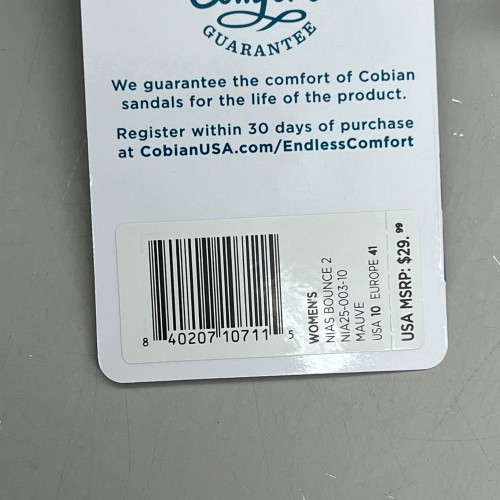 GUARANTEE
We guarantee the comfort of Cobian
sandals for the life of the product.
Register within 30 days of purchase
at CobianUSA.com/EndlessComfort
8 40207 10711 5
WOMEN'S
NIAS BOUNCE 2
NIA25-003-10
MAUVE
USA 10 EUROPE 41
USA MSRP: $29.99